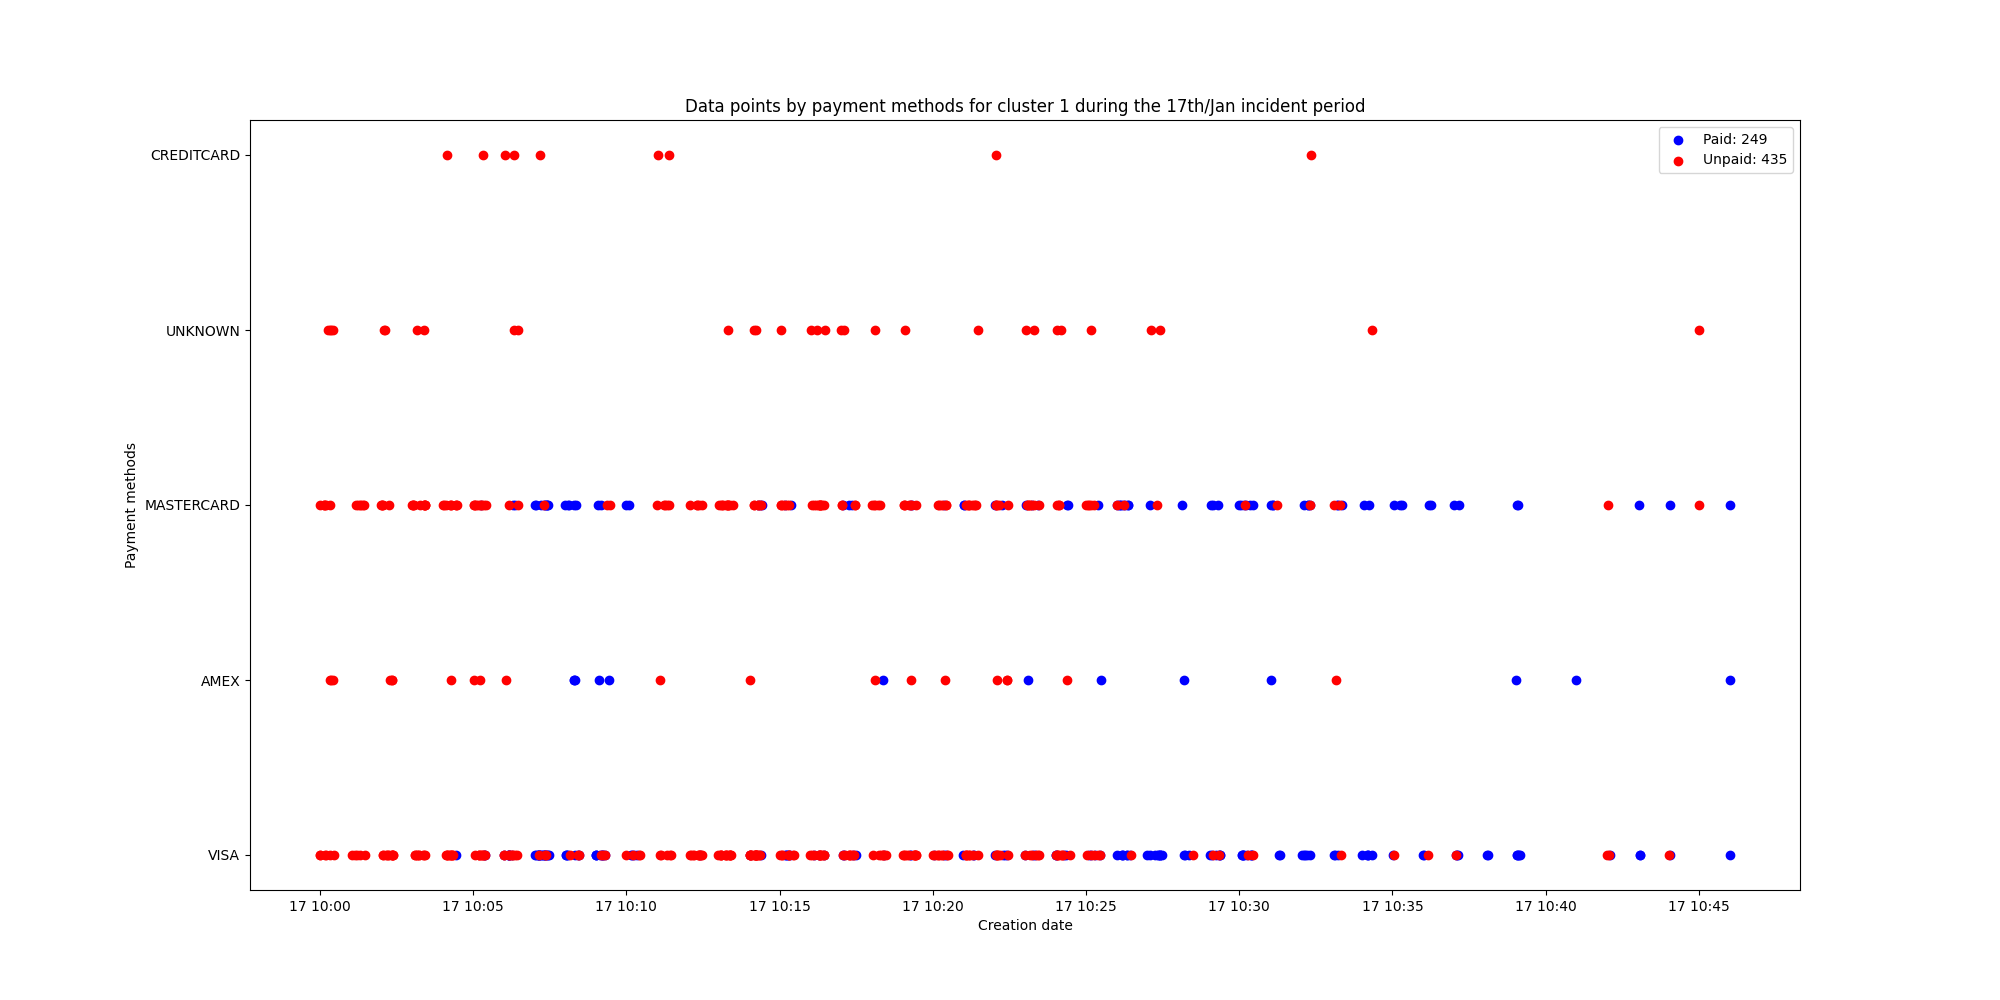 Data points by payment methods for cluster 1 during the 17th/Jan incident period
Paid: 249
Unpaid: 435
Payment methods
CREDITCARD
UNKNOWN
MASTERCARD
AMEX
VISA
17 10:00 17 10:05 17 10:10 17 10:15 17 10:20 17 10:25 17 10:30 17 10:35 17 10:40 17 10:45
Creation date